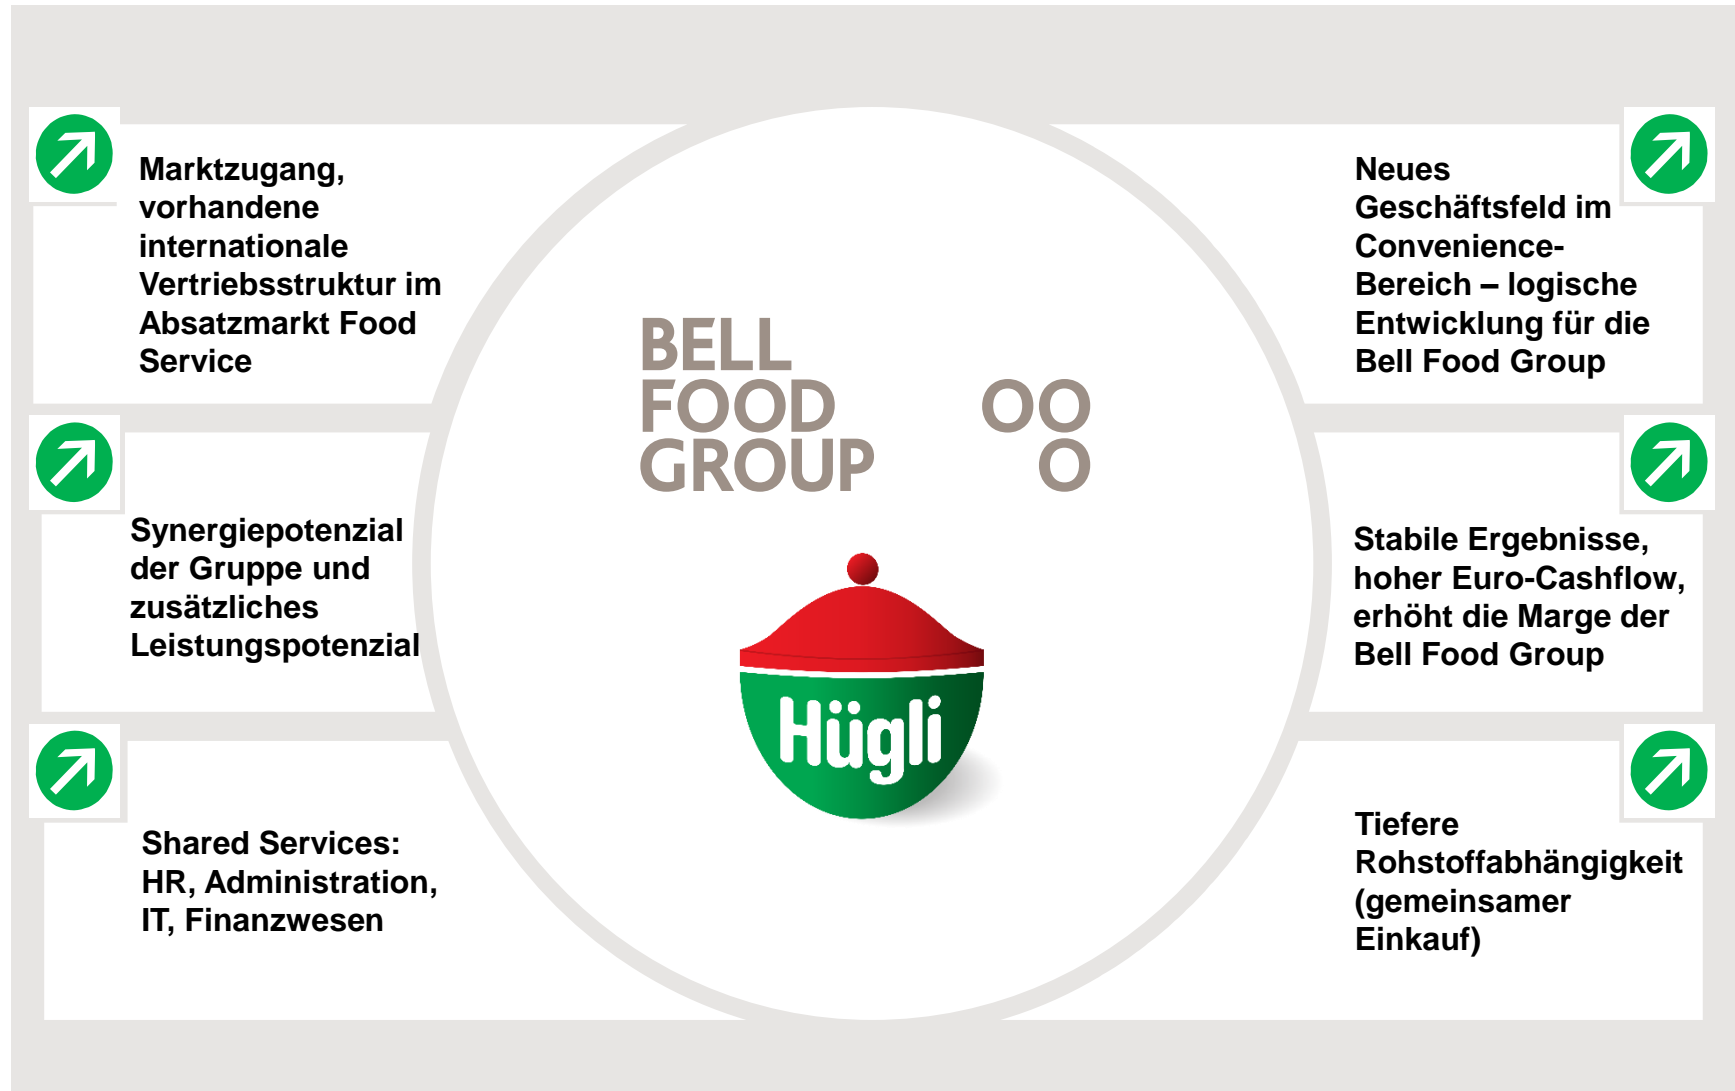 Marktzugang,
vorhandene
internationale
Vertriebsstruktur im
Absatzmarkt Food
Service
Synergiepotenzial
der Gruppe und
zusätzliches
Leistungspotenzial
Shared Services:
HR, Administration,
IT, Finanzwesen
BELL
FOOD
GROUP
OO
O
Hügli
Neues
Geschäftsfeld im
Convenience-
Bereich – logische
Entwicklung für die
Bell Food Group
Stabile Ergebnisse,
hoher Euro-Cashflow,
erhöht die Marge der
Bell Food Group
Tiefere
Rohstoffabhängigkeit
(gemeinsamer
Einkauf)